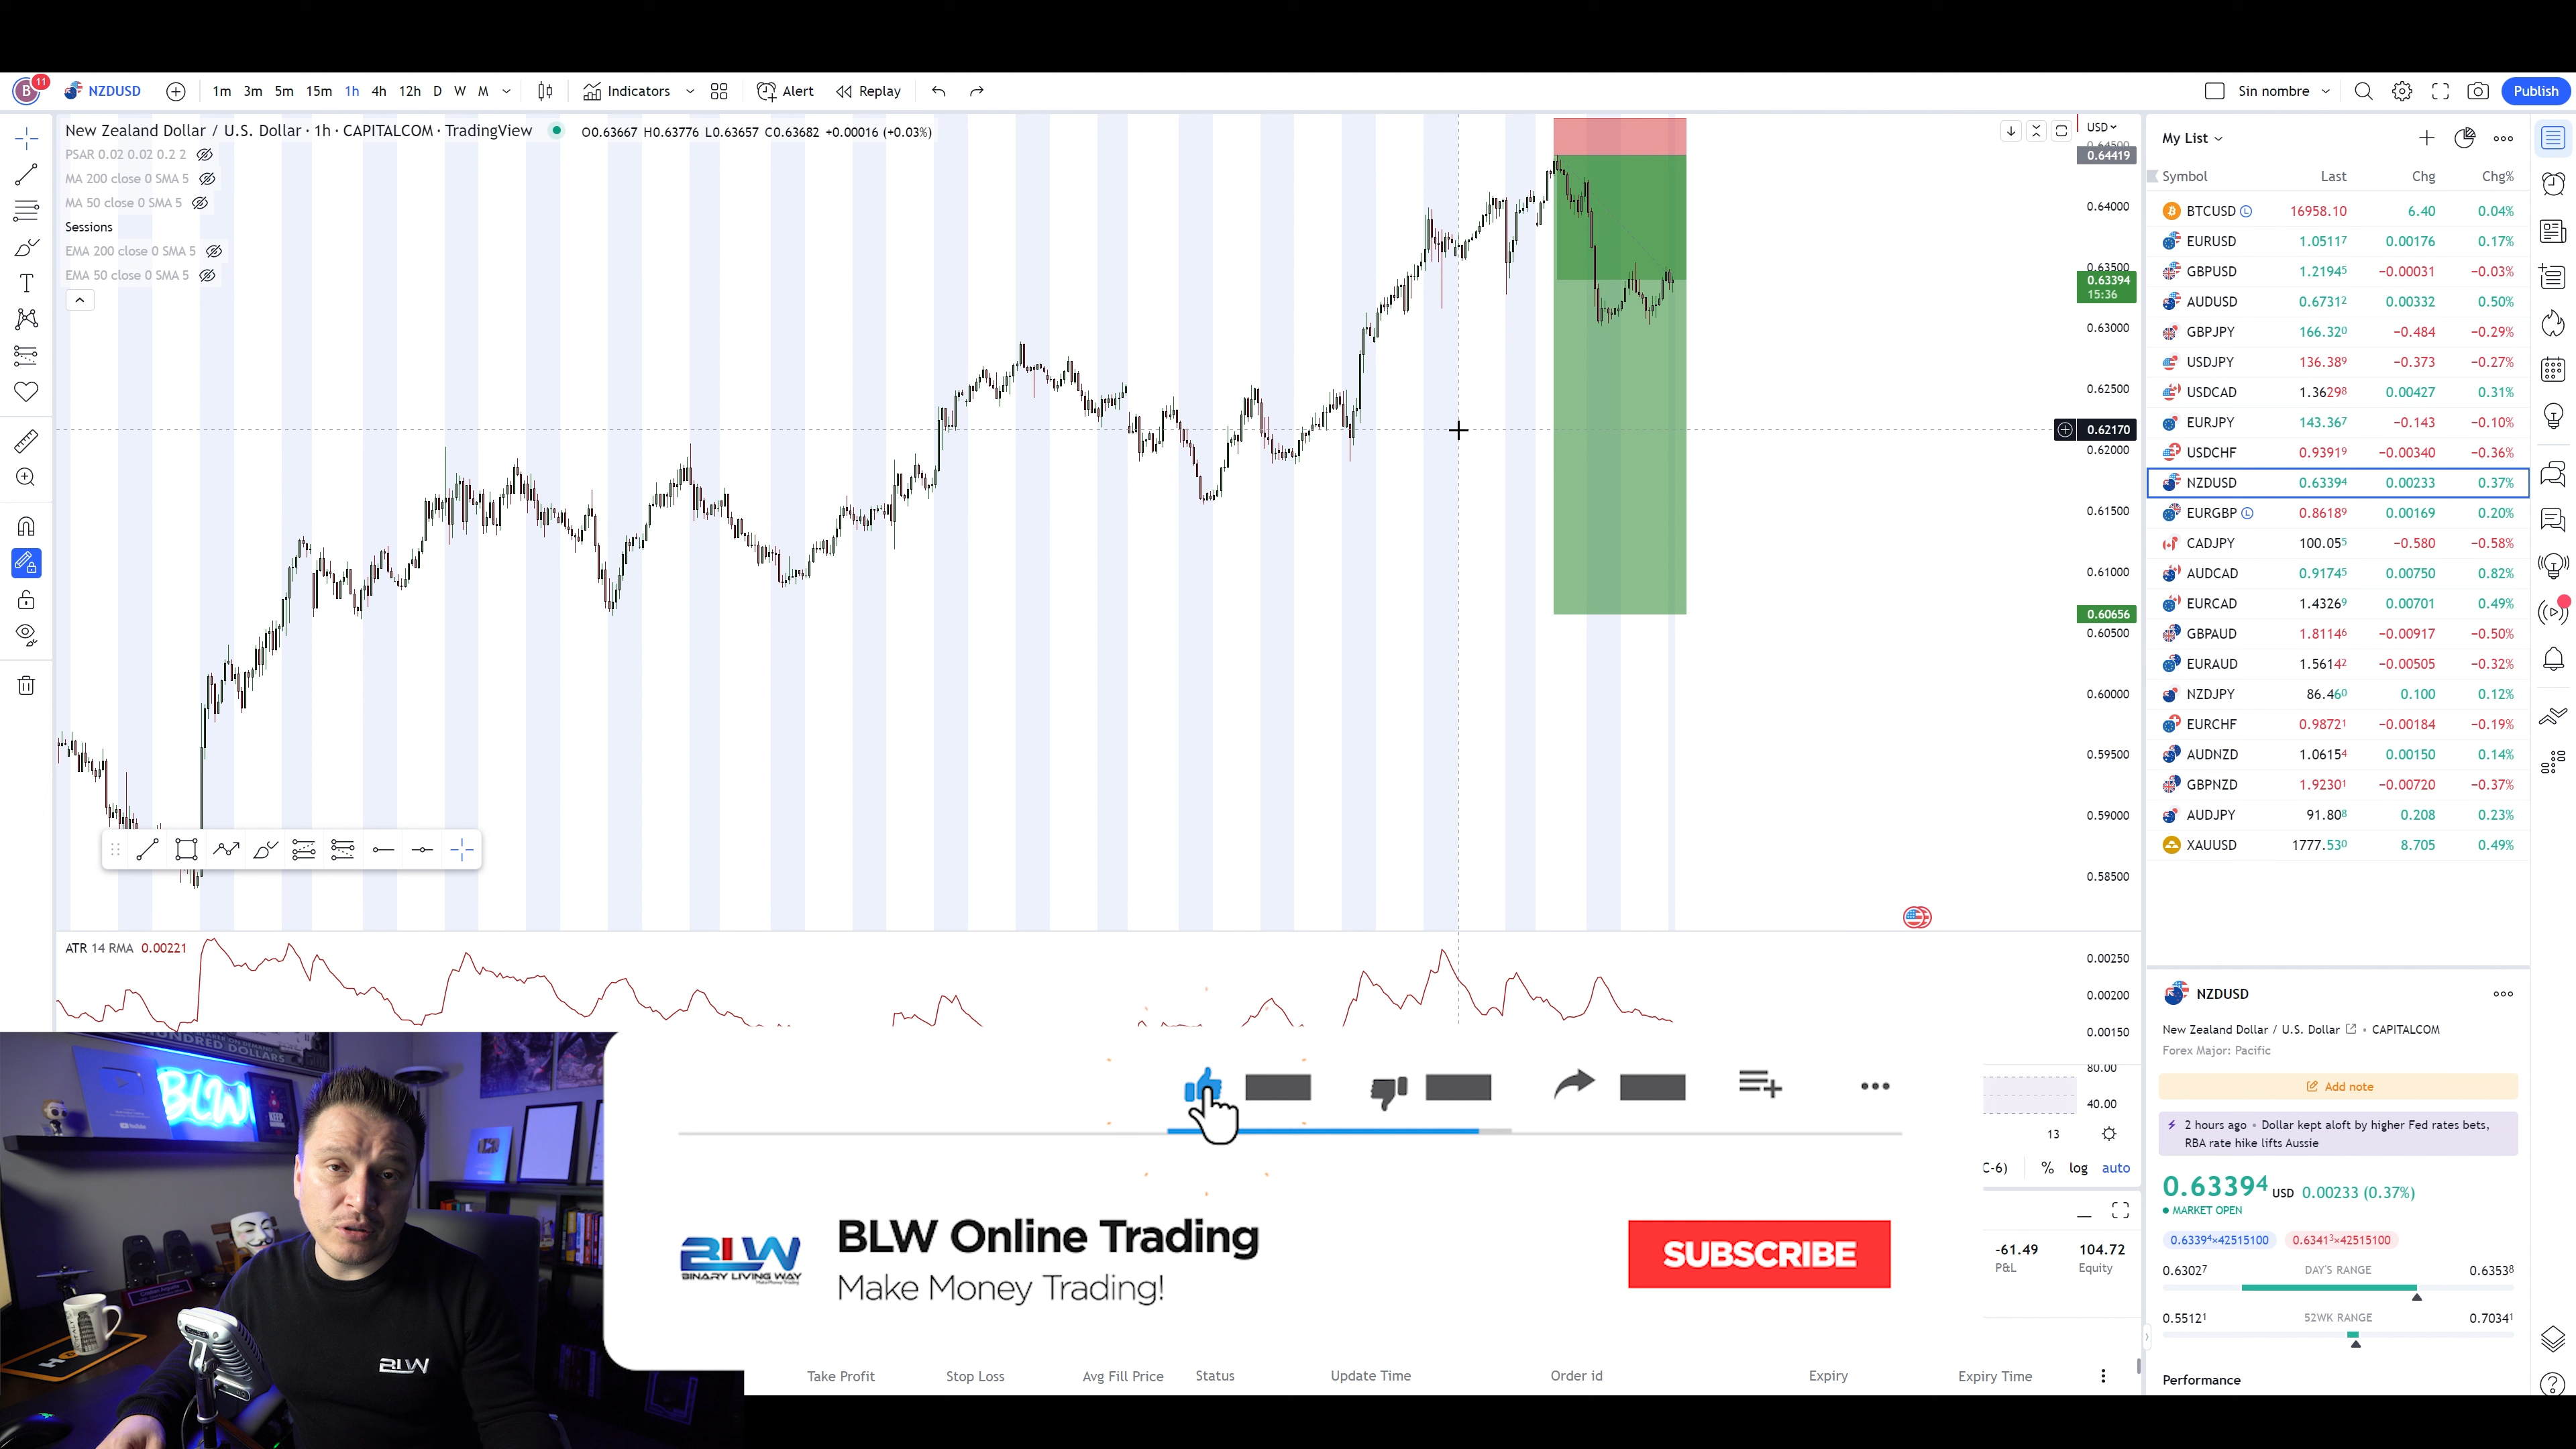 B 11 NZDUSD 1m 3m 5m 15m 1h 4h 12h D W M Indicators Alert Replay Sin nombre Publish
New Zealand Dollar / U.S. Dollar · 1h · CAPITALCOM · TradingView O0.63667 H0.63776 L0.63657 C0.63682 +0.00016 (+0.03%)
PSAR 0.02 0.02 0.2 2
MA 200 close 0 SMA 5
MA 50 close 0 SMA 5
Sessions
EMA 200 close 0 SMA 5
EMA 50 close 0 SMA 5
USD
0.64500
0.64419
0.64000
0.63500
0.63394
15:36
0.63000
0.62500
0.62170
0.62000
0.61500
0.61000
0.60656
0.60500
0.60000
0.59500
0.59000
0.58500
ATR 14 RMA 0.00221
0.00250
0.00200
0.00150
80.00
40.00
13
C-6) % log auto
-61.49 104.72
P&L Equity
My List
Symbol Last Chg Chg%
BTCUSD L 16958.10 6.40 0.04%
EURUSD 1.05117 0.00176 0.17%
GBPUSD 1.21945 −0.00031 −0.03%
AUDUSD 0.67312 0.00332 0.50%
GBPJPY 166.320 −0.484 −0.29%
USDJPY 136.389 −0.373 −0.27%
USDCAD 1.36298 0.00427 0.31%
EURJPY 143.367 −0.143 −0.10%
USDCHF 0.93919 −0.00340 −0.36%
NZDUSD 0.63394 0.00233 0.37%
EURGBP L 0.86189 0.00169 0.20%
CADJPY 100.055 −0.580 −0.58%
AUDCAD 0.91745 0.00750 0.82%
EURCAD 1.43269 0.00701 0.49%
GBPAUD 1.81146 −0.00917 −0.50%
EURAUD 1.56142 −0.00505 −0.32%
NZDJPY 86.460 0.100 0.12%
EURCHF 0.98721 −0.00184 −0.19%
AUDNZD 1.06154 0.00150 0.14%
GBPNZD 1.92301 −0.00720 −0.37%
AUDJPY 91.808 0.208 0.23%
XAUUSD 1777.530 8.705 0.49%
NZDUSD
New Zealand Dollar / U.S. Dollar • CAPITALCOM
Forex Major: Pacific
Add note
2 hours ago • Dollar kept aloft by higher Fed rates bets,
RBA rate hike lifts Aussie
0.63394 USD 0.00233 (0.37%)
MARKET OPEN
0.63394×42515100 0.63413×42515100
0.63027 DAY'S RANGE 0.63538
0.55121 52WK RANGE 0.70341
Performance
NDRED DOLLARS
BLW
BLW
BLW
BINARY LIVING WAY
BLW Online Trading
Make Money Trading!
SUBSCRIBE
Take Profit Stop Loss Avg Fill Price Status Update Time Order id Expiry Expiry Time